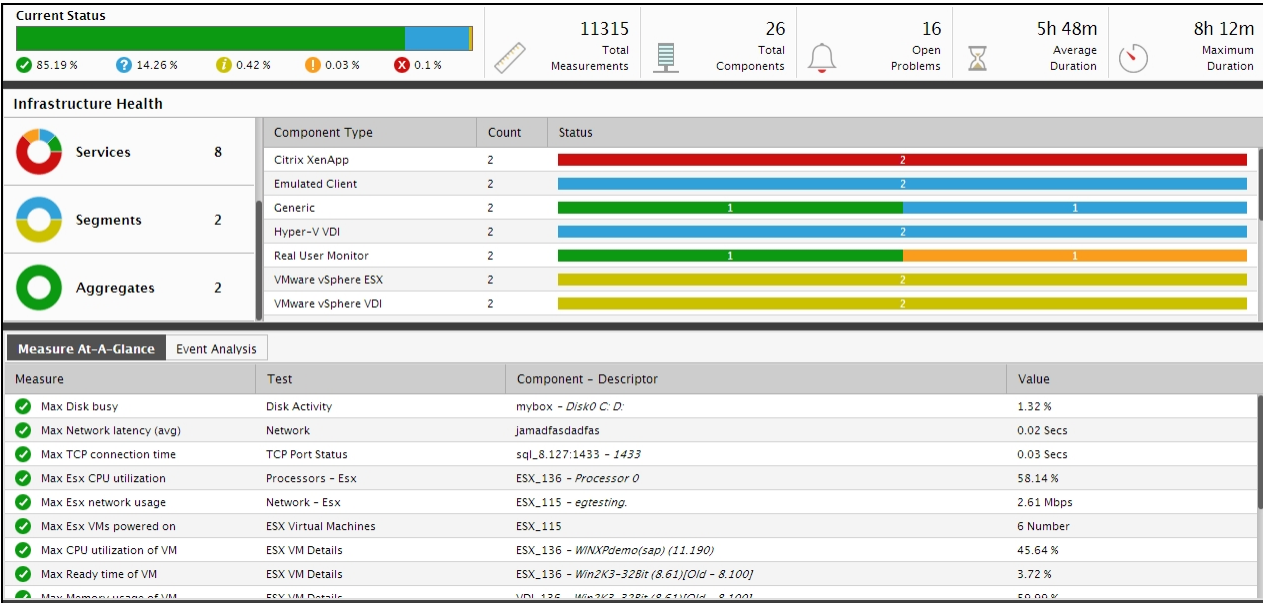 Current Status
85.19 % 14.26 % 0.42 % 0.03 % 0.1 %
11315 Total Measurements
26 Total Components
16 Open Problems
5h 48m Average Duration
8h 12m Maximum Duration
Infrastructure Health
Services 8
Segments 2
Aggregates 2
Component Type Count Status
Citrix XenApp 2 2
Emulated Client 2 2
Generic 2 1 1
Hyper-V VDI 2 2
Real User Monitor 2 1 1
VMware vSphere ESX 2 2
VMware vSphere VDI 2 2
Measure At-A-Glance Event Analysis
Measure Test Component - Descriptor Value
Max Disk busy Disk Activity mybox - Disk0 C: D: 1.32 %
Max Network latency (avg) Network jamadfasdadfas 0.02 Secs
Max TCP connection time TCP Port Status sql_8.127:1433 - 1433 0.03 Secs
Max Esx CPU utilization Processors - Esx ESX_136 - Processor 0 58.14 %
Max Esx network usage Network - Esx ESX_115 - egtesting. 2.61 Mbps
Max Esx VMs powered on ESX Virtual Machines ESX_115 6 Number
Max CPU utilization of VM ESX VM Details ESX_136 - WINXPdemo(sap) (11.190) 45.64 %
Max Ready time of VM ESX VM Details ESX_136 - Win2K3-32Bit (8.61)[Old - 8.100] 3.72 %
Max Memory usage of VM ESX VM Details